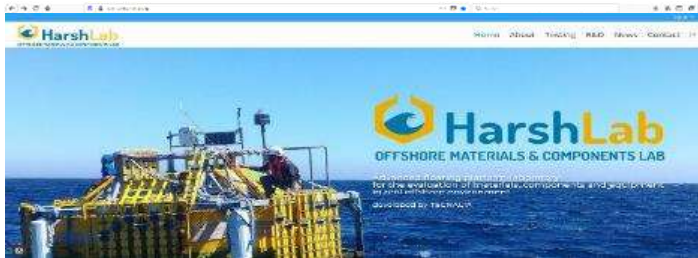 HarshLab
OFFSHORE MATERIALS & COMPONENTS LAB
Home About Testing R&D News Contact
HarshLab
OFFSHORE MATERIALS & COMPONENTS LAB
advanced floating platform laboratory
for the evaluation of materials, components and equipment
in real offshore environment
developed by TECNALIA